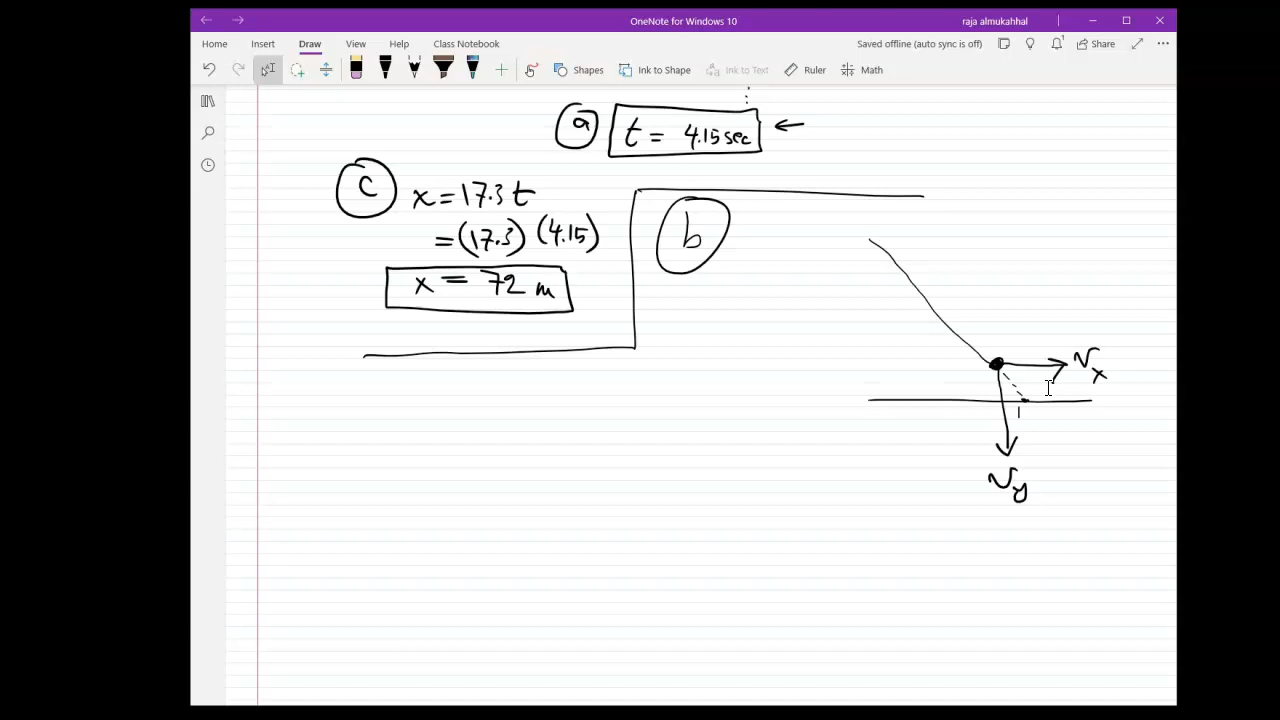 OneNote for Windows 10
raja almukahhal
Home Insert Draw View Help Class Notebook
Saved offline (auto sync is off)
Share
Shapes
Ink to Shape
Ink to Text
Ruler
Math
a t = 4.15 sec ←
c x = 17.3 t
= (17.3) (4.15)
x = 72 m
b
v_x
v_y